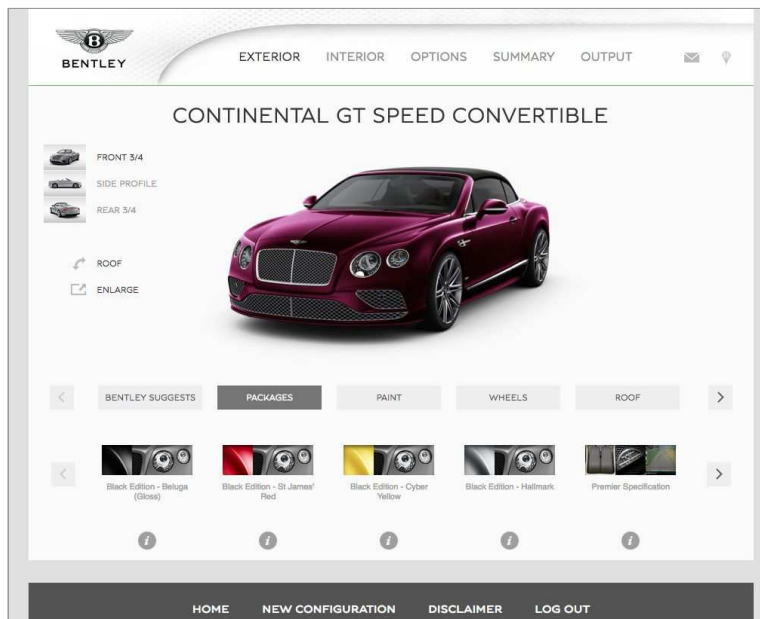 B
BENTLEY
EXTERIOR INTERIOR OPTIONS SUMMARY OUTPUT
CONTINENTAL GT SPEED CONVERTIBLE
FRONT 3/4
SIDE PROFILE
REAR 3/4
ROOF
ENLARGE
BENTLEY SUGGESTS PACKAGES PAINT WHEELS ROOF
Black Edition - Beluga
(Gloss)
Black Edition - St James'
Red
Black Edition - Cyber
Yellow
Black Edition - Hallmark
Premier Specification
i i i i i
HOME NEW CONFIGURATION DISCLAIMER LOG OUT